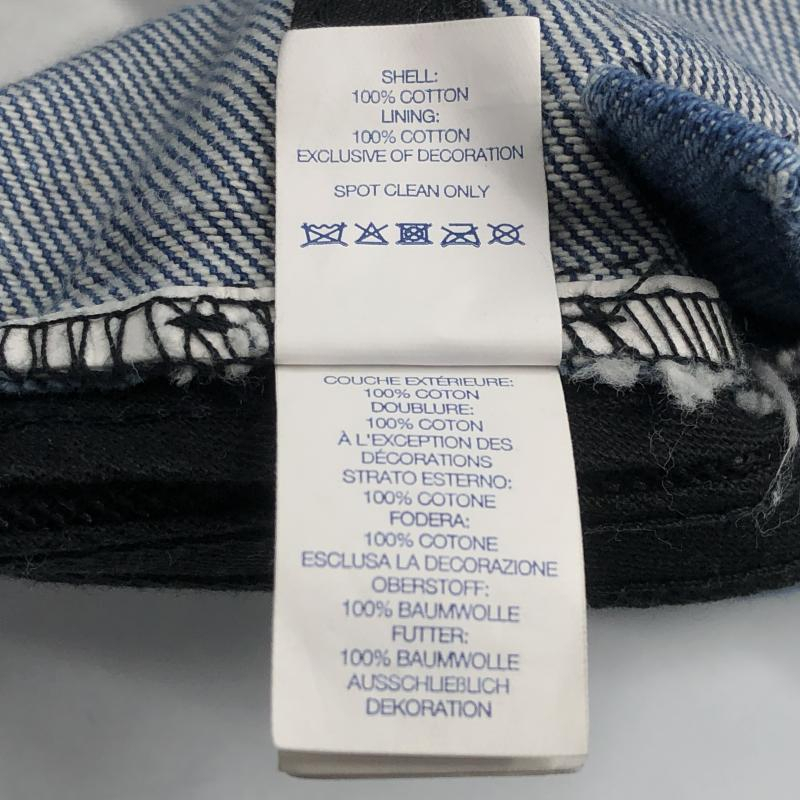 SHELL:
100% COTTON
LINING:
100% COTTON
EXCLUSIVE OF DECORATION
SPOT CLEAN ONLY
COUCHE EXTÉRIEURE:
100% COTON
DOUBLURE:
100% COTON
À L'EXCEPTION DES
DÉCORATIONS
STRATO ESTERNO:
100% COTONE
FODERA:
100% COTONE
ESCLUSA LA DECORAZIONE
OBERSTOFF:
100% BAUMWOLLE
FUTTER:
100% BAUMWOLLE
AUSSCHLIEßLICH
DEKORATION